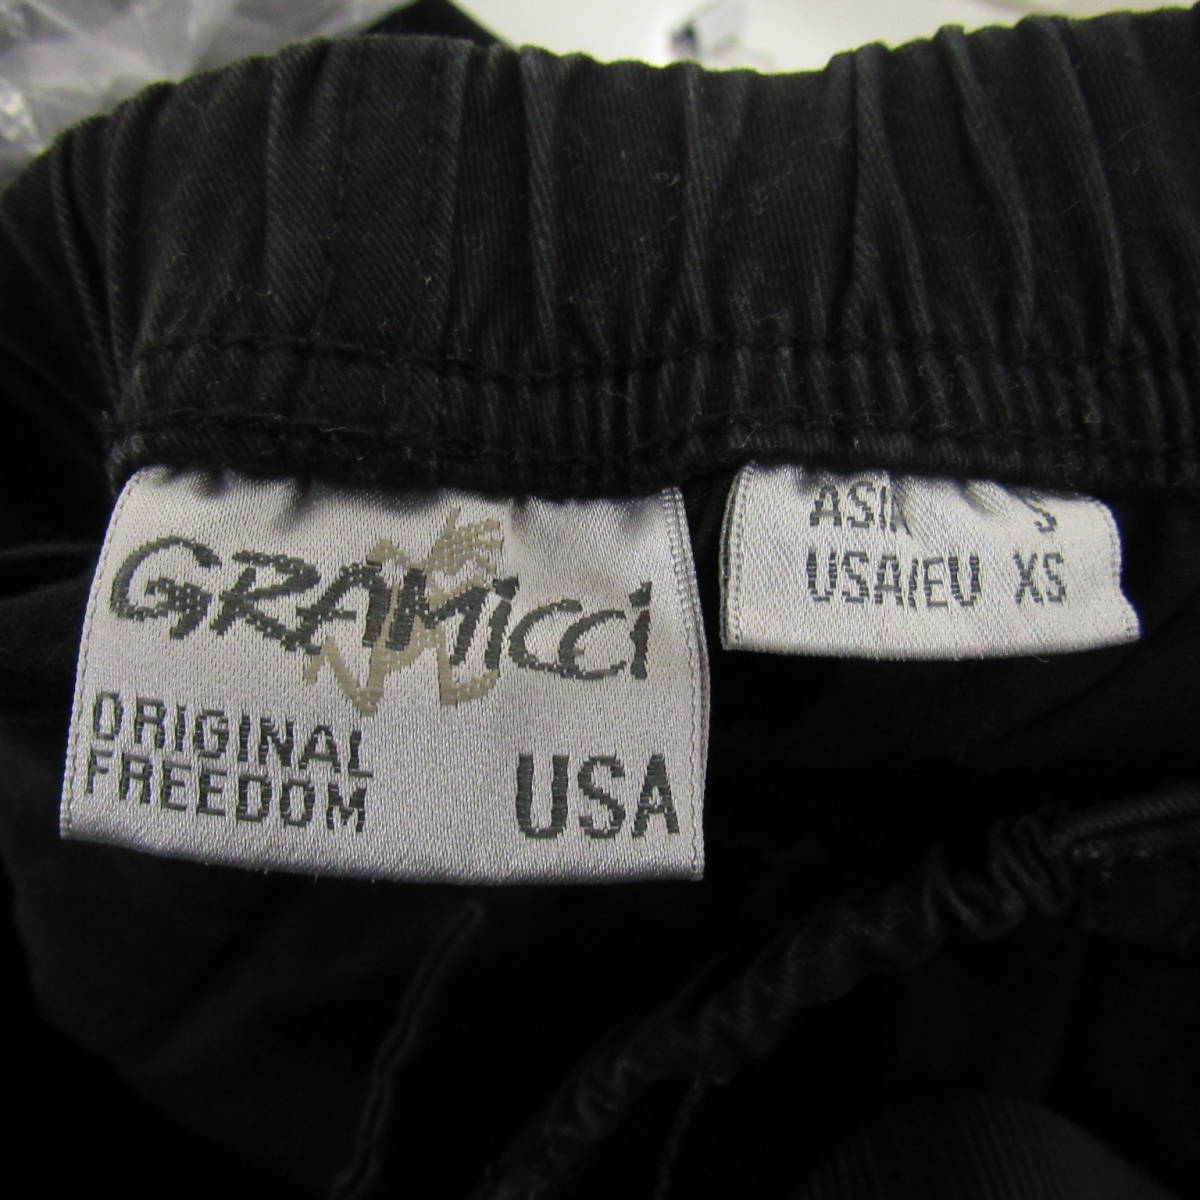 GRAMicci
ORIGINAL
FREEDOM
USA
ASIA S
USA/EU XS